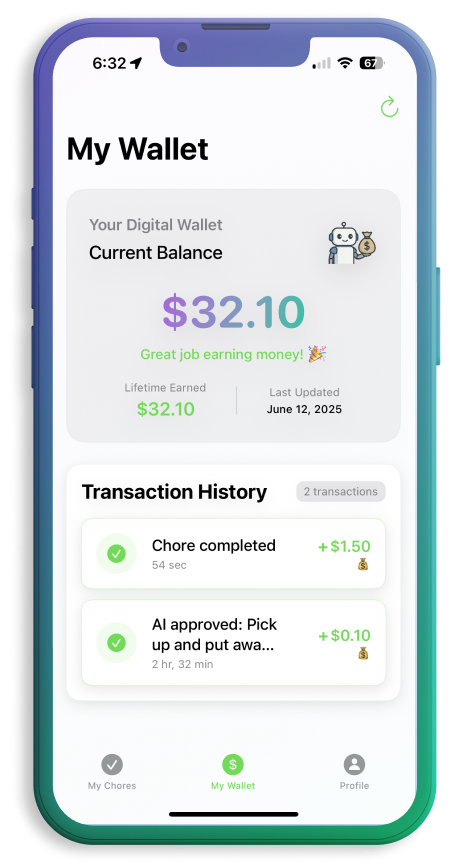 6:32
67
My Wallet
Your Digital Wallet
Current Balance
$
$32.10
Great job earning money! 🎉
Lifetime Earned
$32.10
Last Updated
June 12, 2025
Transaction History
2 transactions
Chore completed
54 sec
+$1.50
AI approved: Pick
up and put awa...
2 hr, 32 min
+$0.10
$
My Chores
My Wallet
Profile